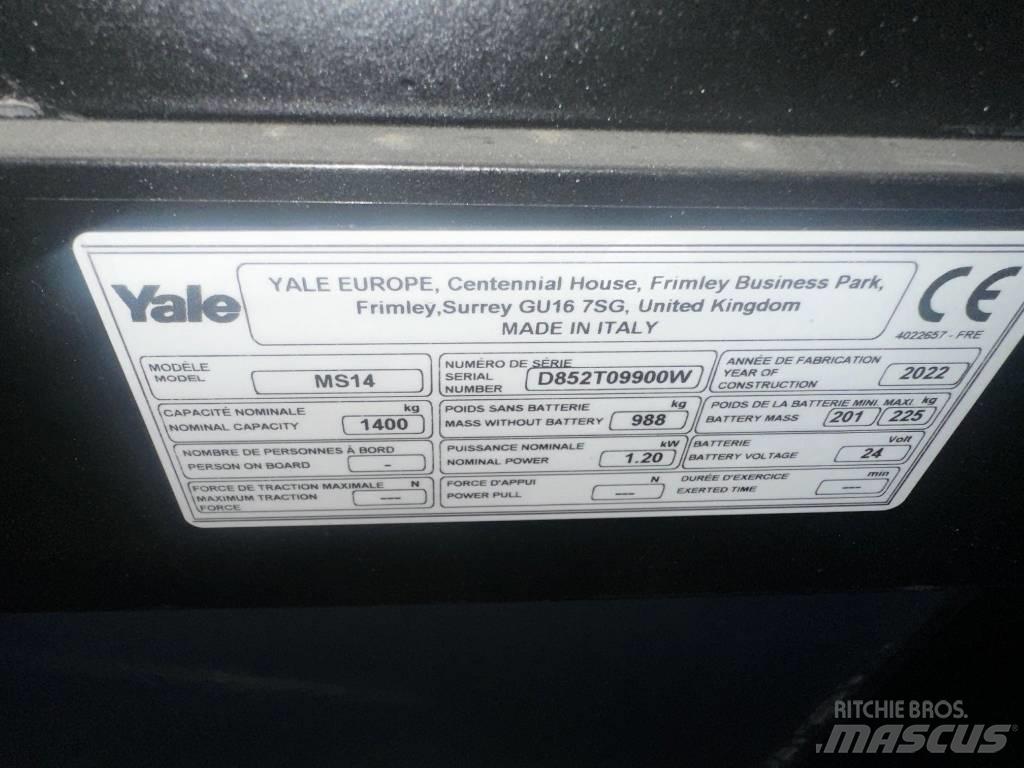 Yale
YALE EUROPE, Centennial House, Frimley Business Park,
Frimley,Surrey GU16 7SG, United Kingdom
MADE IN ITALY
CE
4022657 - FRE
MODÈLE
MODEL
MS14
NUMÉRO DE SÉRIE
SERIAL
NUMBER
D852T09900W
ANNÉE DE FABRICATION
YEAR OF
CONSTRUCTION
2022
CAPACITÉ NOMINALE
NOMINAL CAPACITY
kg
1400
POIDS SANS BATTERIE
MASS WITHOUT BATTERY
kg
988
POIDS DE LA BATTERIE MINI. MAXI. kg
BATTERY MASS
201
225
NOMBRE DE PERSONNES À BORD
PERSON ON BOARD
-
PUISSANCE NOMINALE
NOMINAL POWER
kW
1.20
BATTERIE
BATTERY VOLTAGE
Volt
24
FORCE DE TRACTION MAXIMALE N
MAXIMUM TRACTION
FORCE
---
FORCE D'APPUI
POWER PULL
N
---
DURÉE D'EXERCICE
EXERTED TIME
min
---
RITCHIE BROS.
MASCUS